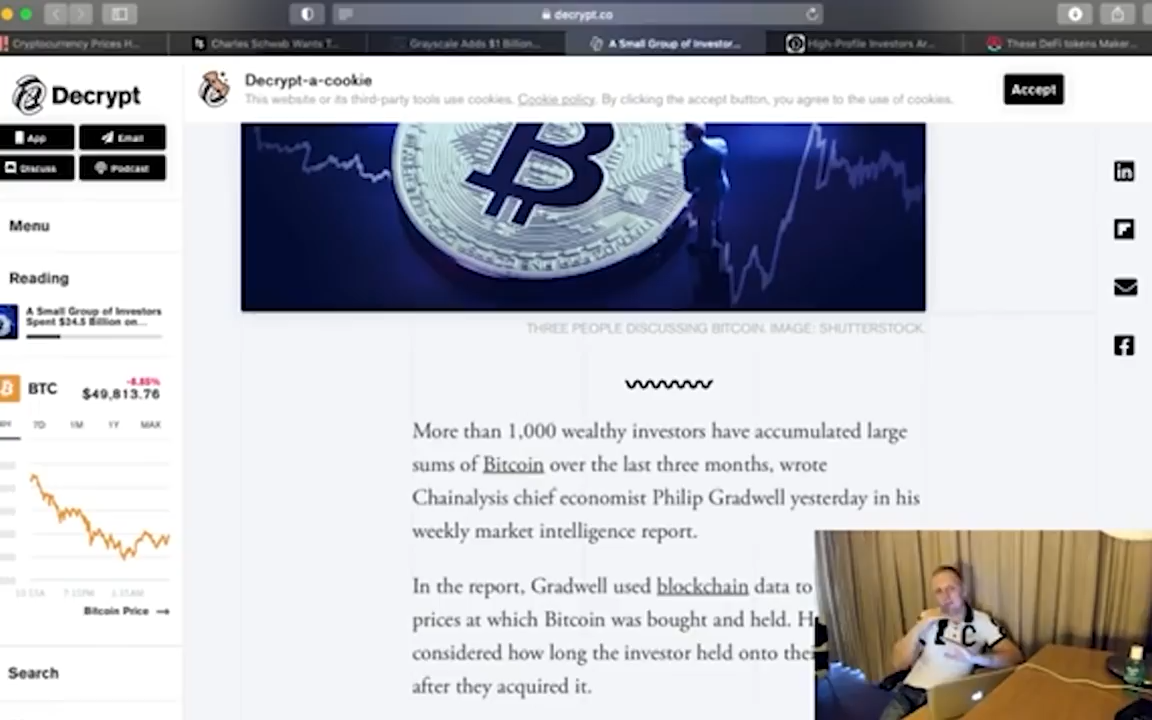 decrypt.co
Cryptocurrency Prices H...
Charles Schwab Wants T...
Grayscale Adds $1 Billion...
A Small Group of Investor...
High-Profile Investors Ar...
These DeFi tokens Maker...
Decrypt
App
Email
Discuss
Podcast
Menu
Reading
A Small Group of Investors
Spent $24.5 Billion on...
BTC
$49,813.76
7D 1M 1Y MAX
Bitcoin Price →
Search
Decrypt-a-cookie
This website or its third-party tools use cookies. Cookie policy. By clicking the accept button, you agree to the use of cookies.
Accept
THREE PEOPLE DISCUSSING BITCOIN. IMAGE: SHUTTERSTOCK.
More than 1,000 wealthy investors have accumulated large
sums of Bitcoin over the last three months, wrote
Chainalysis chief economist Philip Gradwell yesterday in his
weekly market intelligence report.
In the report, Gradwell used blockchain data to
prices at which Bitcoin was bought and held. H
considered how long the investor held onto the
after they acquired it.